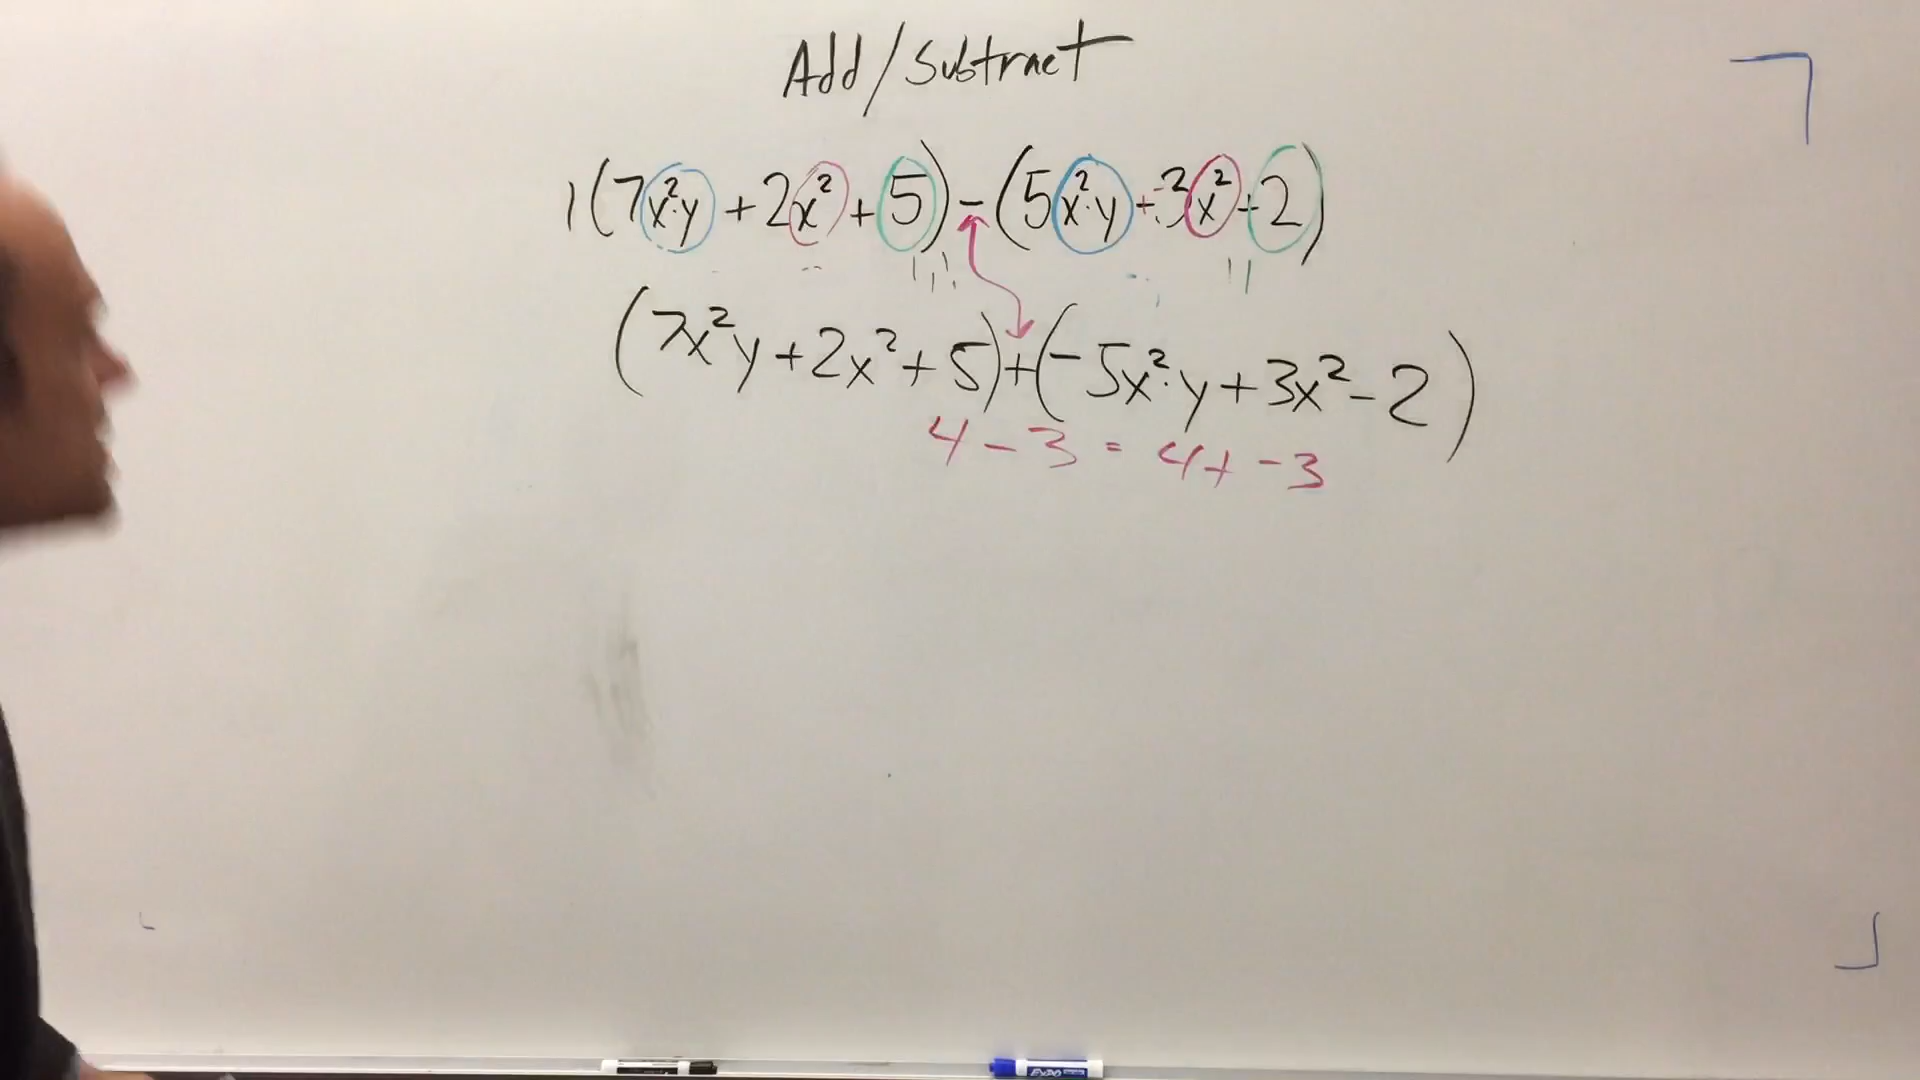 Add/Subtract
1(7x²·y + 2x² + 5) - (5x²·y + -3x² + 2)
(7x²y + 2x² + 5) + (-5x²·y + 3x² - 2)
4 - 3 = 4 + -3
EXPO